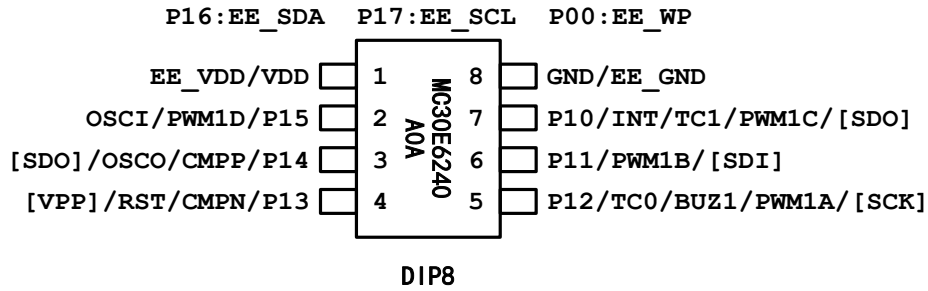 P16:EE_SDA P17:EE_SCL P00:EE_WP
EE_VDD/VDD 1 8 GND/EE_GND
OSCI/PWM1D/P15 2 7 P10/INT/TC1/PWM1C/[SDO]
[SDO]/OSCO/CMPP/P14 3 6 P11/PWM1B/[SDI]
[VPP]/RST/CMPN/P13 4 5 P12/TC0/BUZ1/PWM1A/[SCK]
MC30E6240
A0A
DIP8